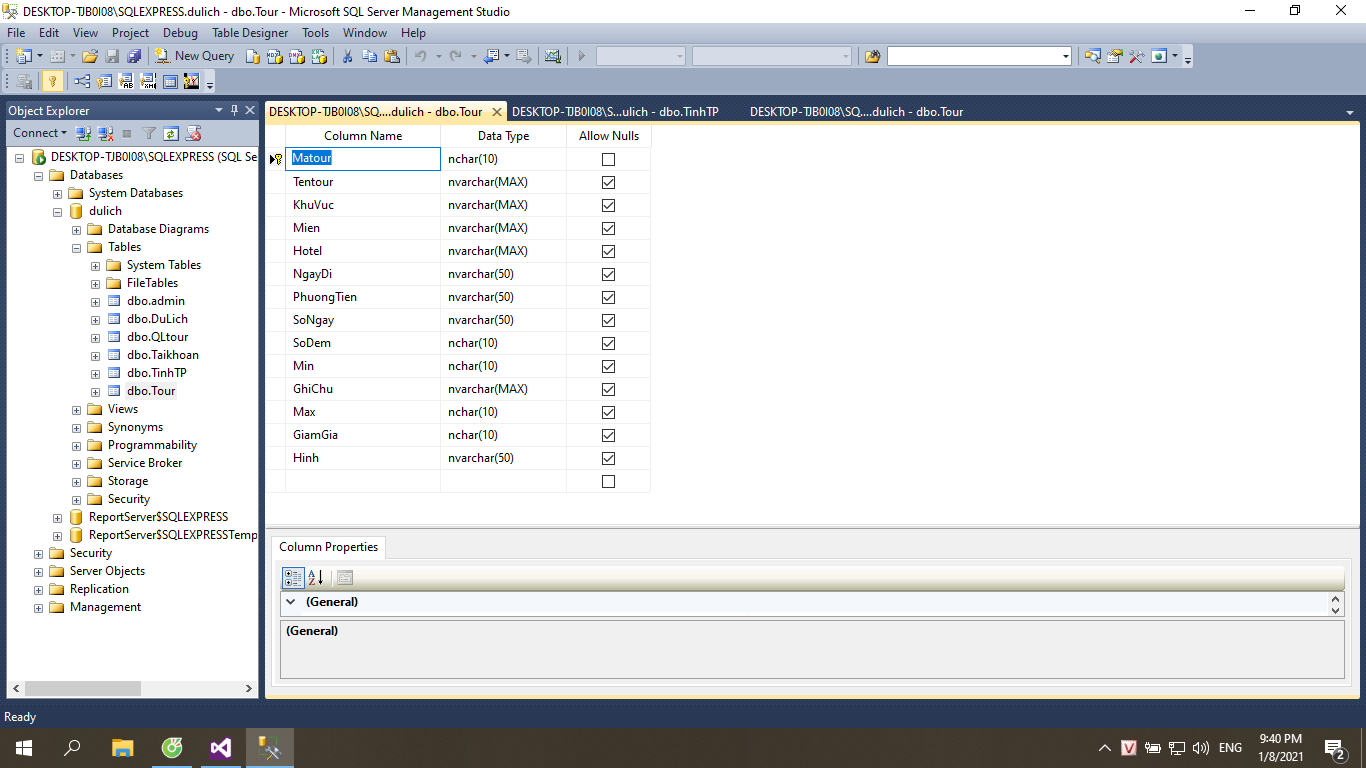 DESKTOP-TJB0I08\SQLEXPRESS.dulich - dbo.Tour - Microsoft SQL Server Management Studio
File Edit View Project Debug Table Designer Tools Window Help
New Query
Object Explorer
Connect
DESKTOP-TJB0I08\SQLEXPRESS (SQL Se
Databases
System Databases
dulich
Database Diagrams
Tables
System Tables
FileTables
dbo.admin
dbo.DuLich
dbo.QLtour
dbo.Taikhoan
dbo.TinhTP
dbo.Tour
Views
Synonyms
Programmability
Service Broker
Storage
Security
ReportServer$SQLEXPRESS
ReportServer$SQLEXPRESSTemp
Security
Server Objects
Replication
Management
DESKTOP-TJB0I08\SQ....dulich - dbo.Tour DESKTOP-TJB0I08\S...ulich - dbo.TinhTP DESKTOP-TJB0I08\SQ....dulich - dbo.Tour
Column Name Data Type Allow Nulls
Matour nchar(10)
Tentour nvarchar(MAX)
KhuVuc nvarchar(MAX)
Mien nvarchar(MAX)
Hotel nvarchar(MAX)
NgayDi nvarchar(50)
PhuongTien nvarchar(50)
SoNgay nvarchar(50)
SoDem nchar(10)
Min nchar(10)
GhiChu nvarchar(MAX)
Max nchar(10)
GiamGia nchar(10)
Hinh nvarchar(50)
Column Properties
(General)
(General)
Ready
ENG
9:40 PM
1/8/2021
2